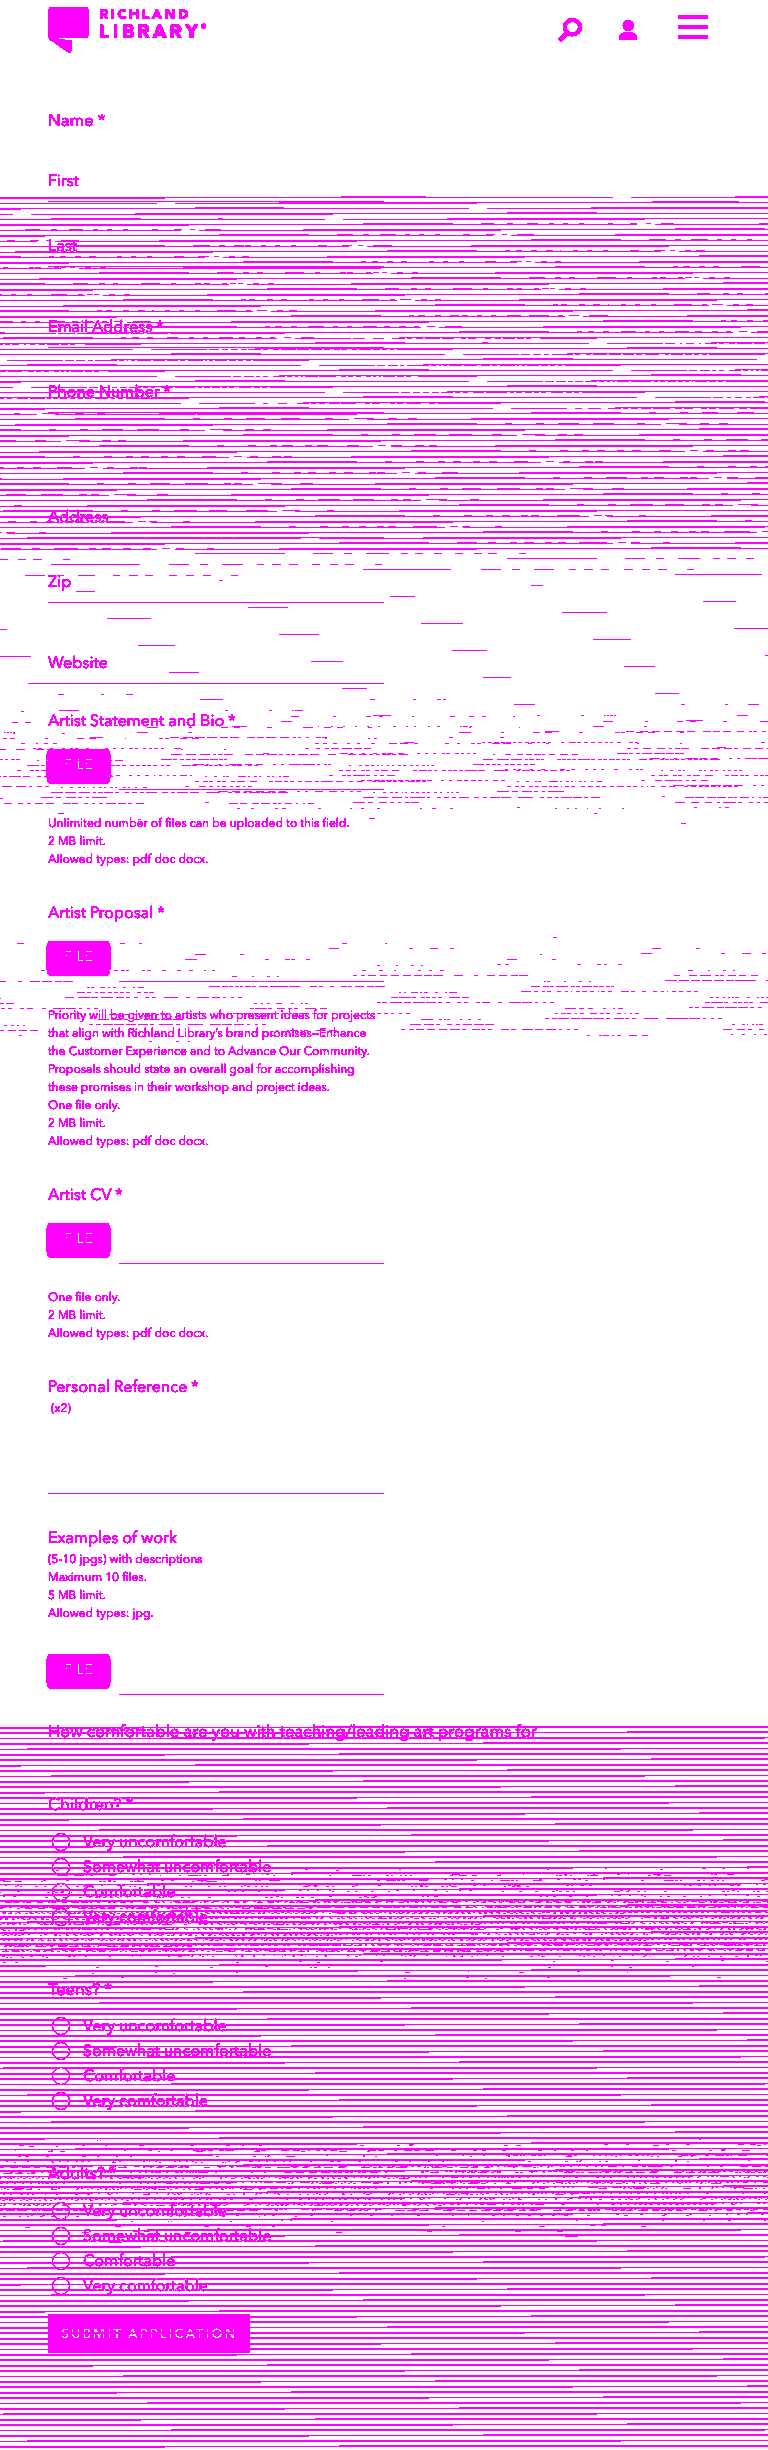 RICHLAND
LIBRARY
Name *
First
Last
Email Address *
Phone Number *
Address
Zip
Website
Artist Statement and Bio *
FILE
Unlimited number of files can be uploaded to this field.
2 MB limit.
Allowed types: pdf doc docx.
Artist Proposal *
FILE
Priority will be given to artists who present ideas for projects
that align with Richland Library's brand promises–Enhance
the Customer Experience and to Advance Our Community.
Proposals should state an overall goal for accomplishing
these promises in their workshop and project ideas.
One file only.
2 MB limit.
Allowed types: pdf doc docx.
Artist CV *
FILE
One file only.
2 MB limit.
Allowed types: pdf doc docx.
Personal Reference *
(x2)
Examples of work
(5-10 jpgs) with descriptions
Maximum 10 files.
5 MB limit.
Allowed types: jpg.
FILE
How comfortable are you with teaching/leading art programs for
Children? *
Very uncomfortable
Somewhat uncomfortable
Comfortable
Very comfortable
Teens? *
Very uncomfortable
Somewhat uncomfortable
Comfortable
Very comfortable
Adults? *
Very uncomfortable
Somewhat uncomfortable
Comfortable
Very comfortable
SUBMIT APPLICATION